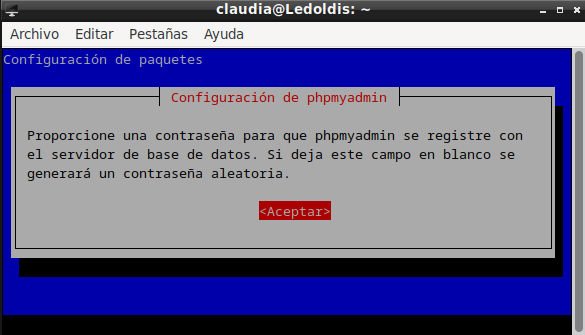 claudia@Ledoldis: ~
Archivo Editar Pestañas Ayuda
Configuración de paquetes
Configuración de phpmyadmin
Proporcione una contraseña para que phpmyadmin se registre con
el servidor de base de datos. Si deja este campo en blanco se
generará un contraseña aleatoria.
<Aceptar>